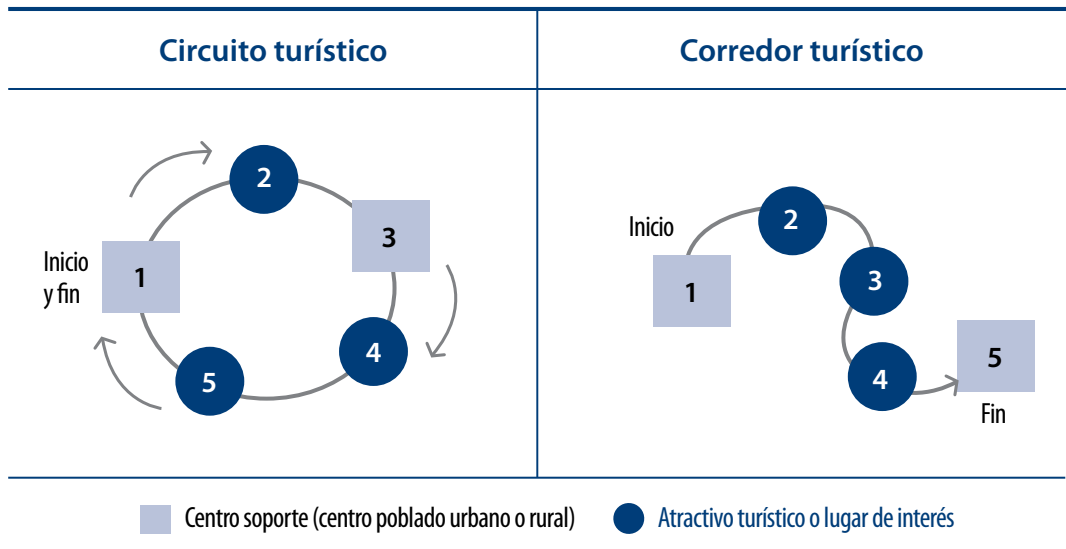 Circuito turístico
Corredor turístico
2
3
Inicio
y fin
1
4
5
Inicio
2
1
3
5
4
Fin
Centro soporte (centro poblado urbano o rural)
Atractivo turístico o lugar de interés